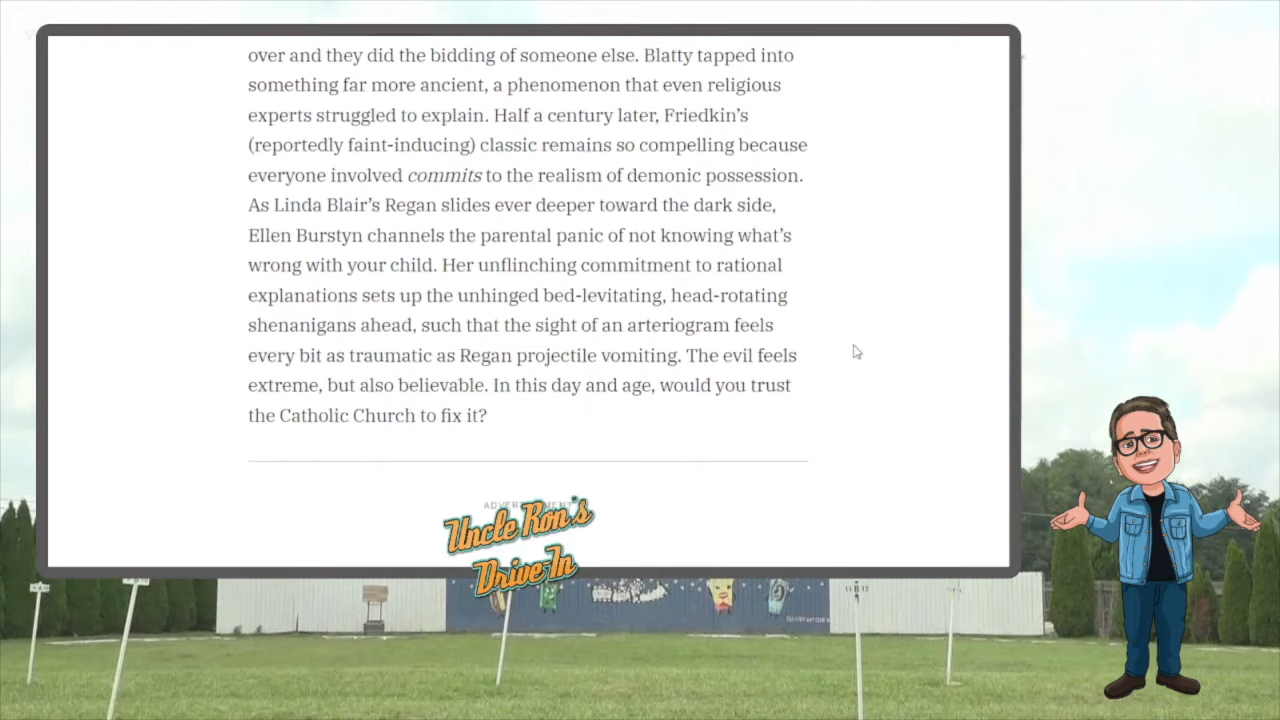 over and they did the bidding of someone else. Blatty tapped into
something far more ancient, a phenomenon that even religious
experts struggled to explain. Half a century later, Friedkin’s
(reportedly faint-inducing) classic remains so compelling because
everyone involved commits to the realism of demonic possession.
As Linda Blair’s Regan slides ever deeper toward the dark side,
Ellen Burstyn channels the parental panic of not knowing what’s
wrong with your child. Her unflinching commitment to rational
explanations sets up the unhinged bed-levitating, head-rotating
shenanigans ahead, such that the sight of an arteriogram feels
every bit as traumatic as Regan projectile vomiting. The evil feels
extreme, but also believable. In this day and age, would you trust
the Catholic Church to fix it?
Uncle Ron's
Drive-In